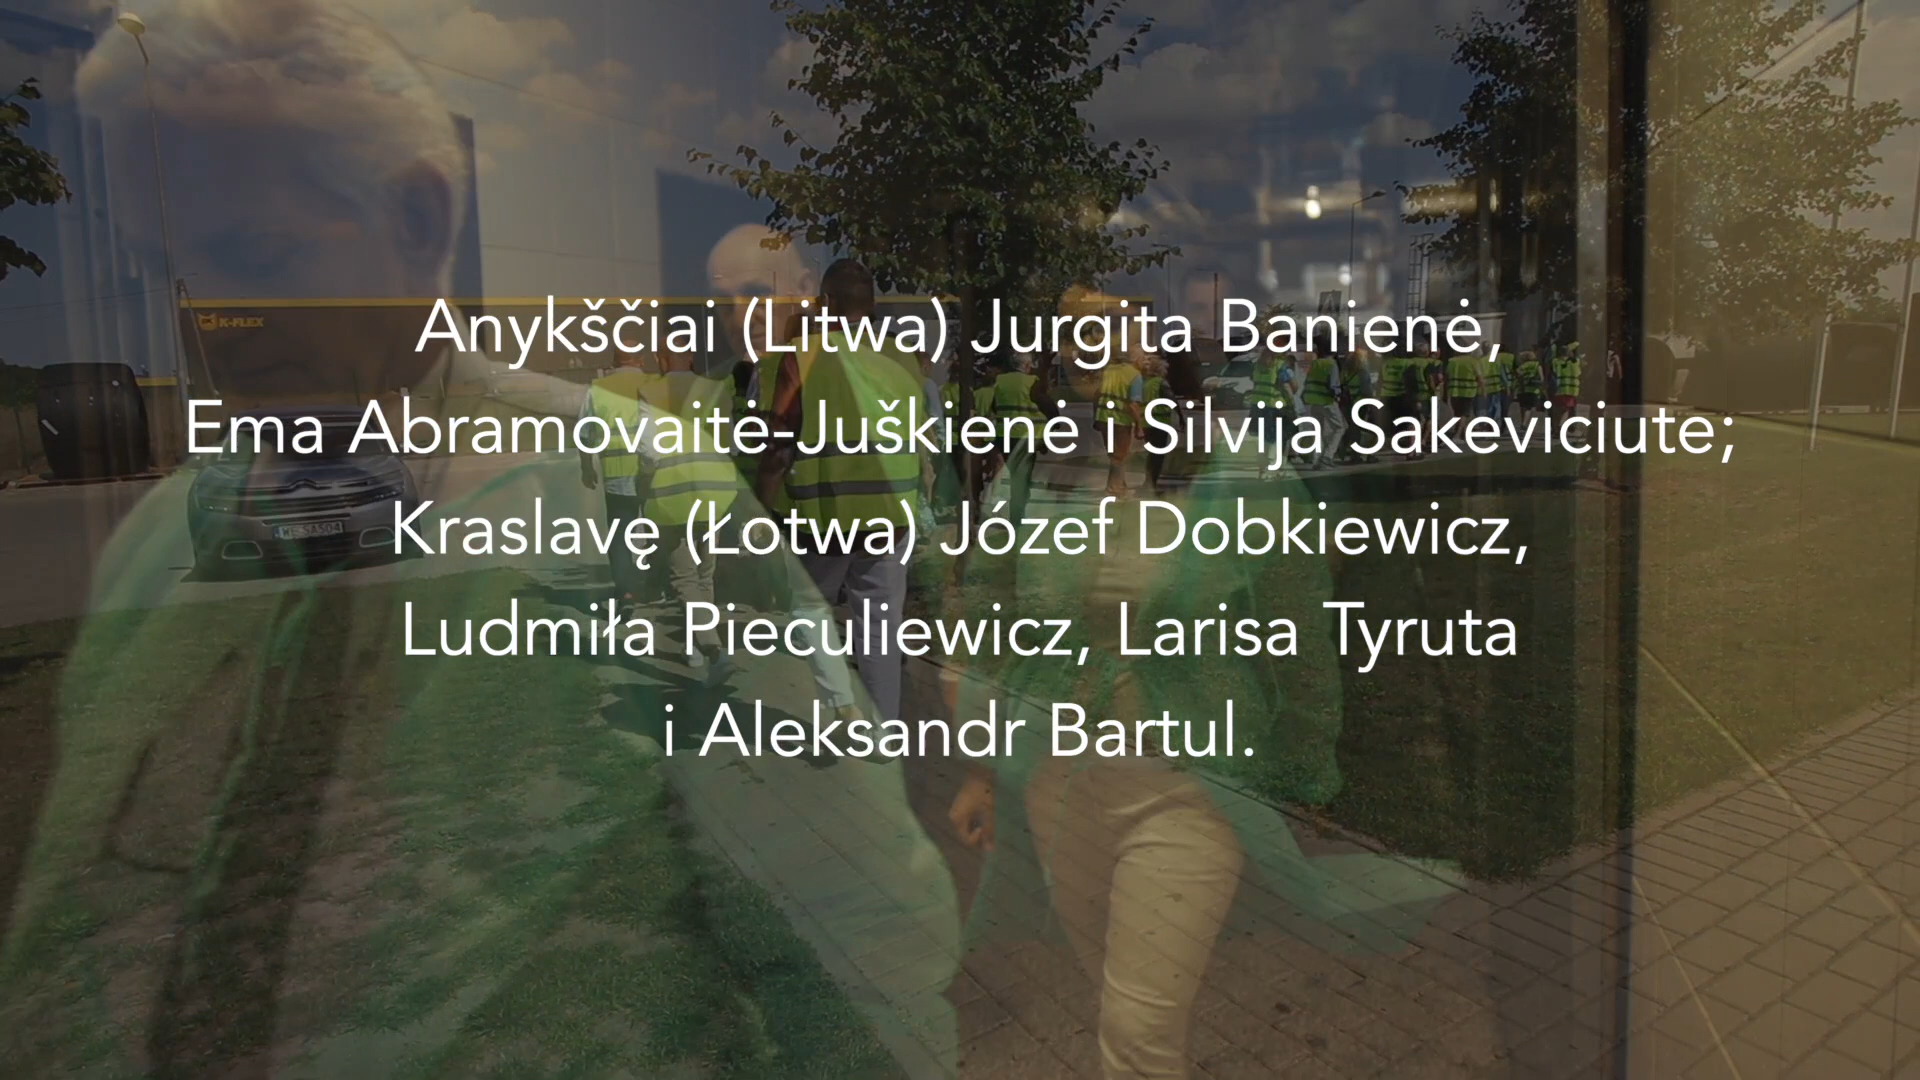 K-FLEX
Anykščiai (Litwa) Jurgita Banienė,
Ema Abramovaitė-Juškienė i Silvija Sakeviciute;
Kraslavę (Łotwa) Józef Dobkiewicz,
Ludmiła Pieculiewicz, Larisa Tyruta
i Aleksandr Bartul.